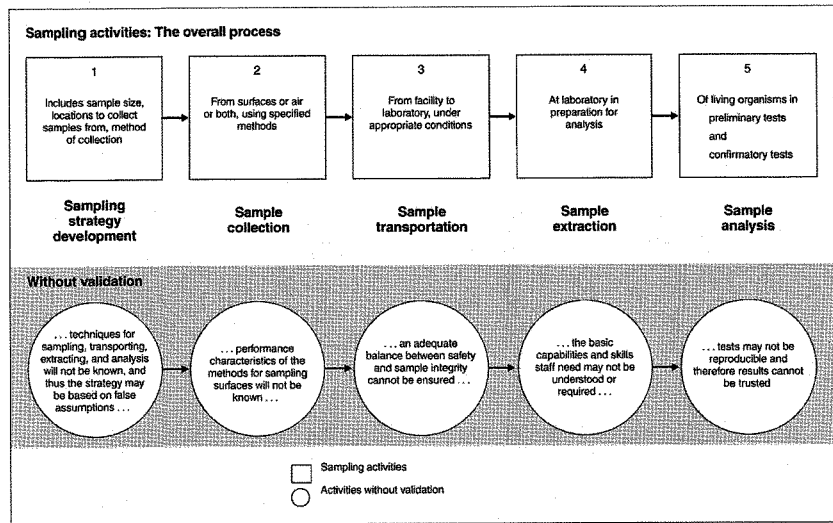 Sampling activities: The overall process
1
Includes sample size,
locations to collect
samples from, method
of collection
2
From surfaces or air
or both, using specified
methods
3
From facility to
laboratory, under
appropriate conditions
4
At laboratory in
preparation for
analysis
5
Of living organisms in
preliminary tests
and
confirmatory tests
Sampling
strategy
development
Sample
collection
Sample
transportation
Sample
extraction
Sample
analysis
Without validation
. . . techniques for
sampling, transporting,
extracting, and analysis
will not be known, and
thus the strategy may
be based on false
assumptions . . .
. . . performance
characteristics of the
methods for sampling
surfaces will not be
known . . .
. . . an adequate
balance between safety
and sample integrity
cannot be ensured . . .
. . . the basic
capabilities and skills
staff need may not be
understood or
required . . .
. . . tests may not be
reproducible and
therefore results cannot
be trusted
Sampling activities
Activities without validation